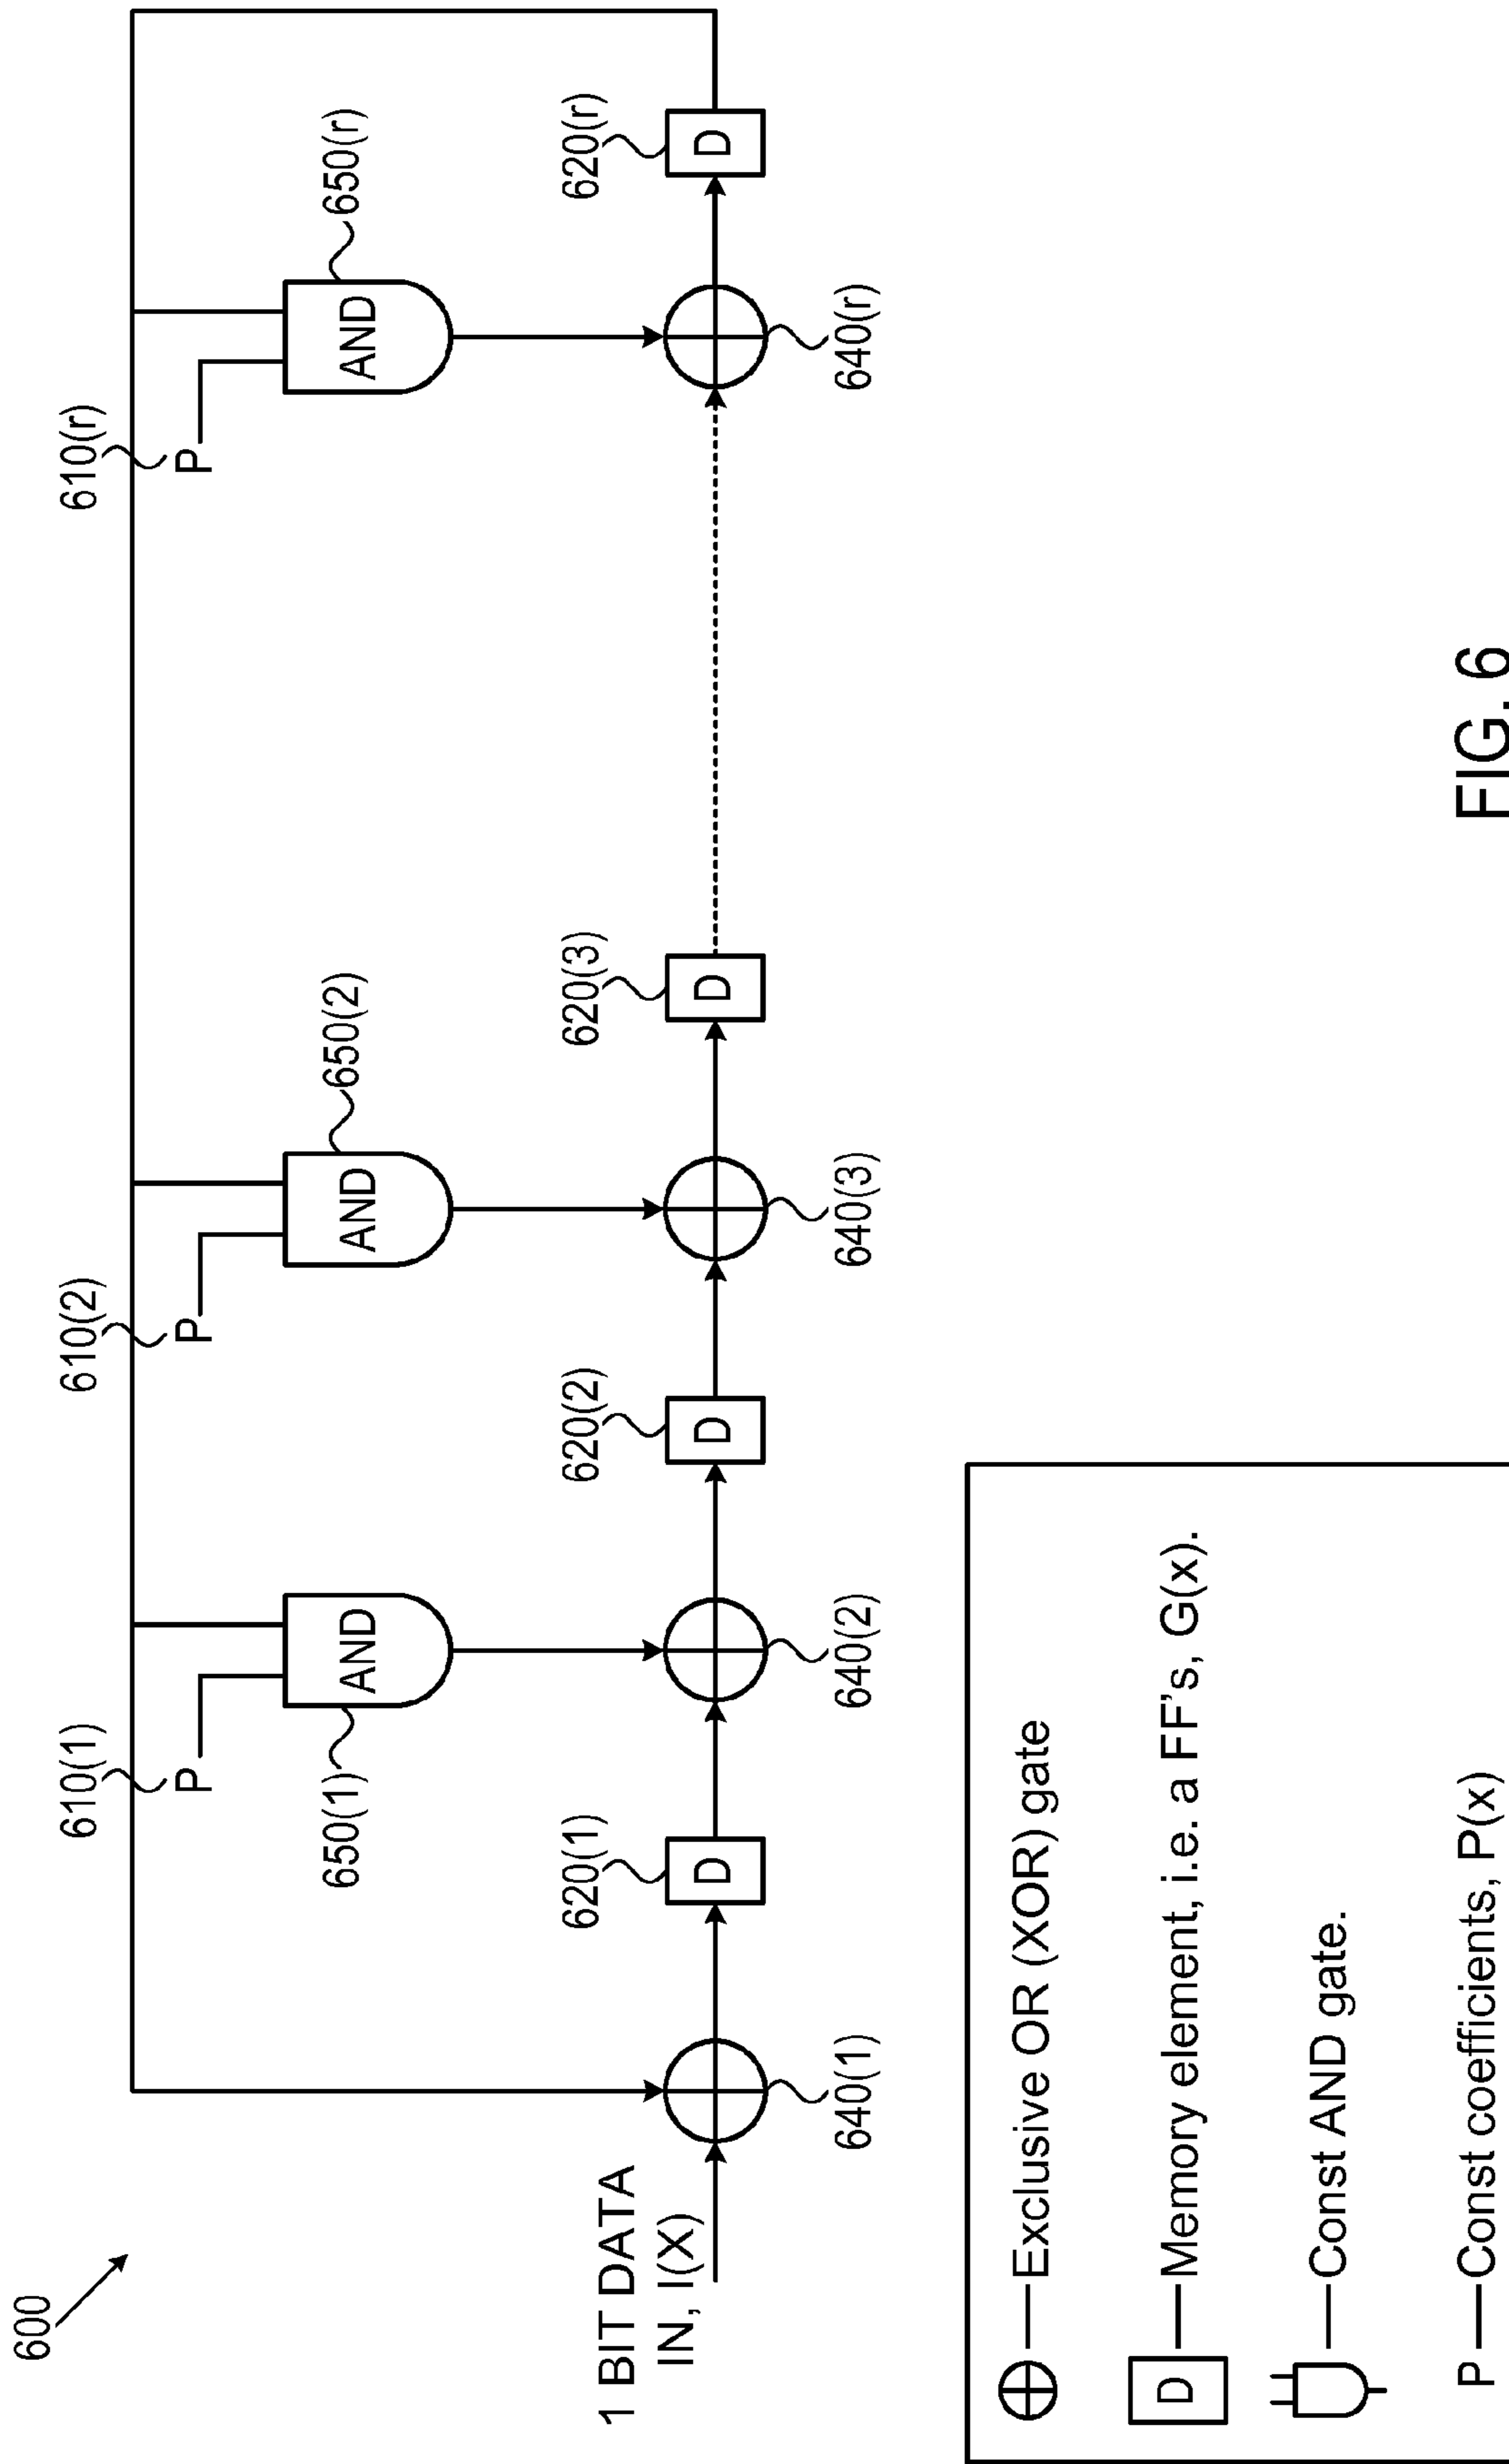 600
610(1)
610(2)
610(r)
P
P
P
650(1)
650(2)
650(r)
AND
AND
AND
1 BIT DATA
IN, I(X)
620(1)
620(2)
620(3)
620(r)
D
D
D
D
640(1)
640(2)
640(3)
640(r)
Exclusive OR (XOR) gate
D
Memory element, i.e. a FF's, G(x).
Const AND gate.
P
Const coefficients, P(x)
FIG. 6